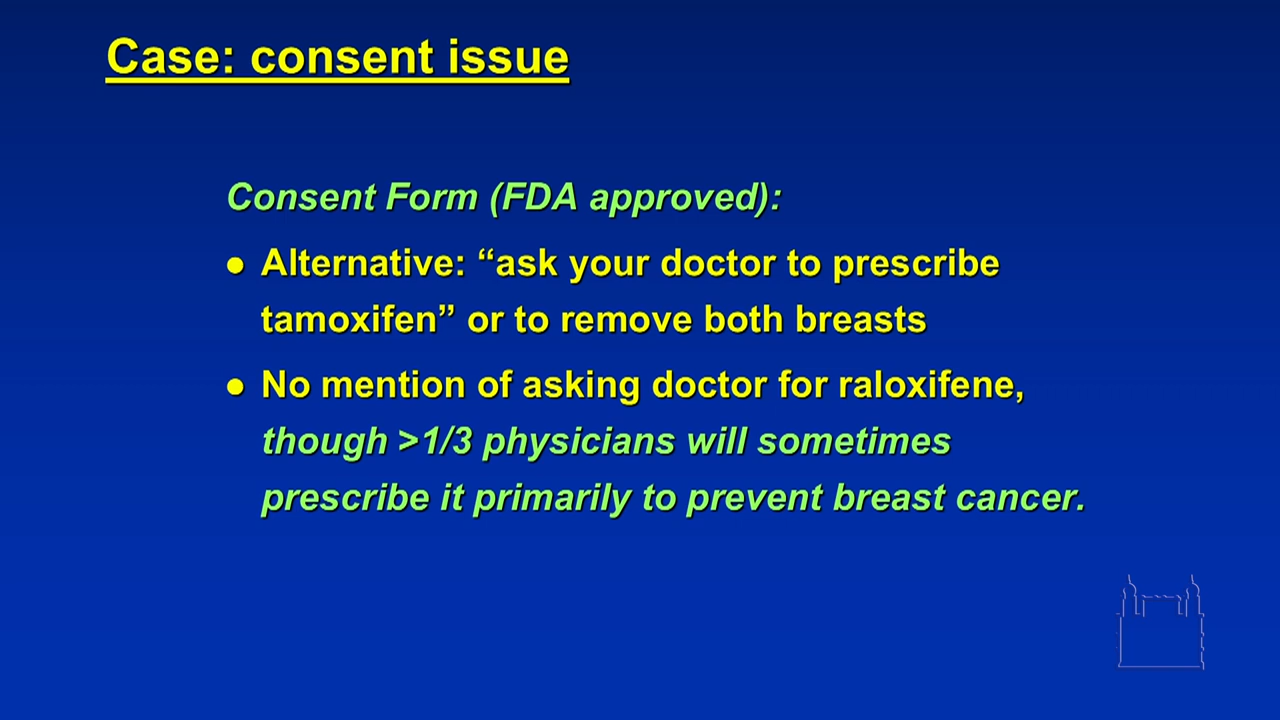 Case: consent issue
Consent Form (FDA approved):
● Alternative: “ask your doctor to prescribe
tamoxifen” or to remove both breasts
● No mention of asking doctor for raloxifene,
though >1/3 physicians will sometimes
prescribe it primarily to prevent breast cancer.